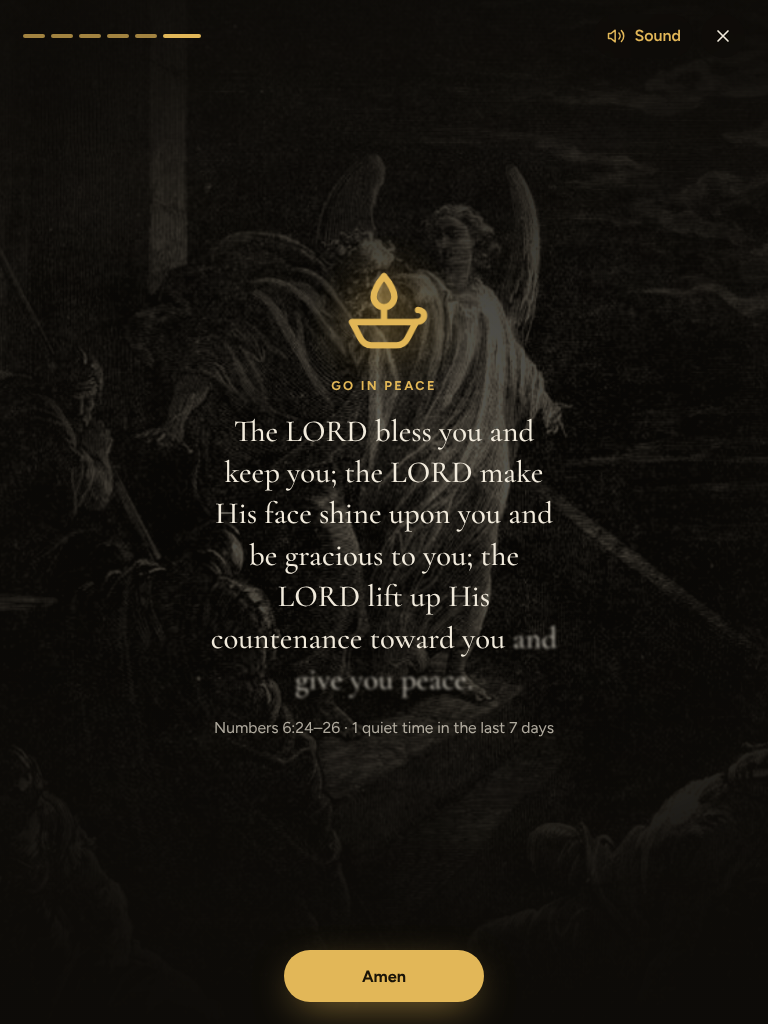 Sound
GO IN PEACE
The LORD bless you and
keep you; the LORD make
His face shine upon you and
be gracious to you; the
LORD lift up His
countenance toward you and
give you peace.
Numbers 6:24–26 · 1 quiet time in the last 7 days
Amen